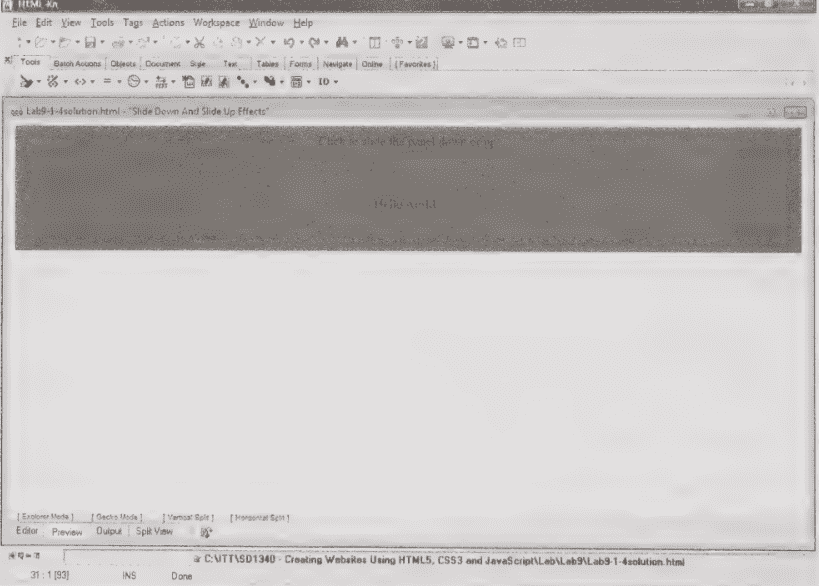 HTML-Kit
File Edit View Tools Tags Actions Workspace Window Help
Tools Batch Actions Objects Document Style Text Tables Forms Navigate Online [Favorites]
Lab9-1-4solution.html - "Slide Down And Slide Up Effects"
Click to slide the panel down or up
Hello world
[ Explorer Mode ] [ Gecko Mode ] [ Vertical Split ] [ Horizontal Split ]
Editor Preview Output Split View
C:\ITT\SD1340 - Creating Websites Using HTML5, CSS3 and JavaScript\Lab\Lab9\Lab9-1-4solution.html
31 : 1 [93] INS Done